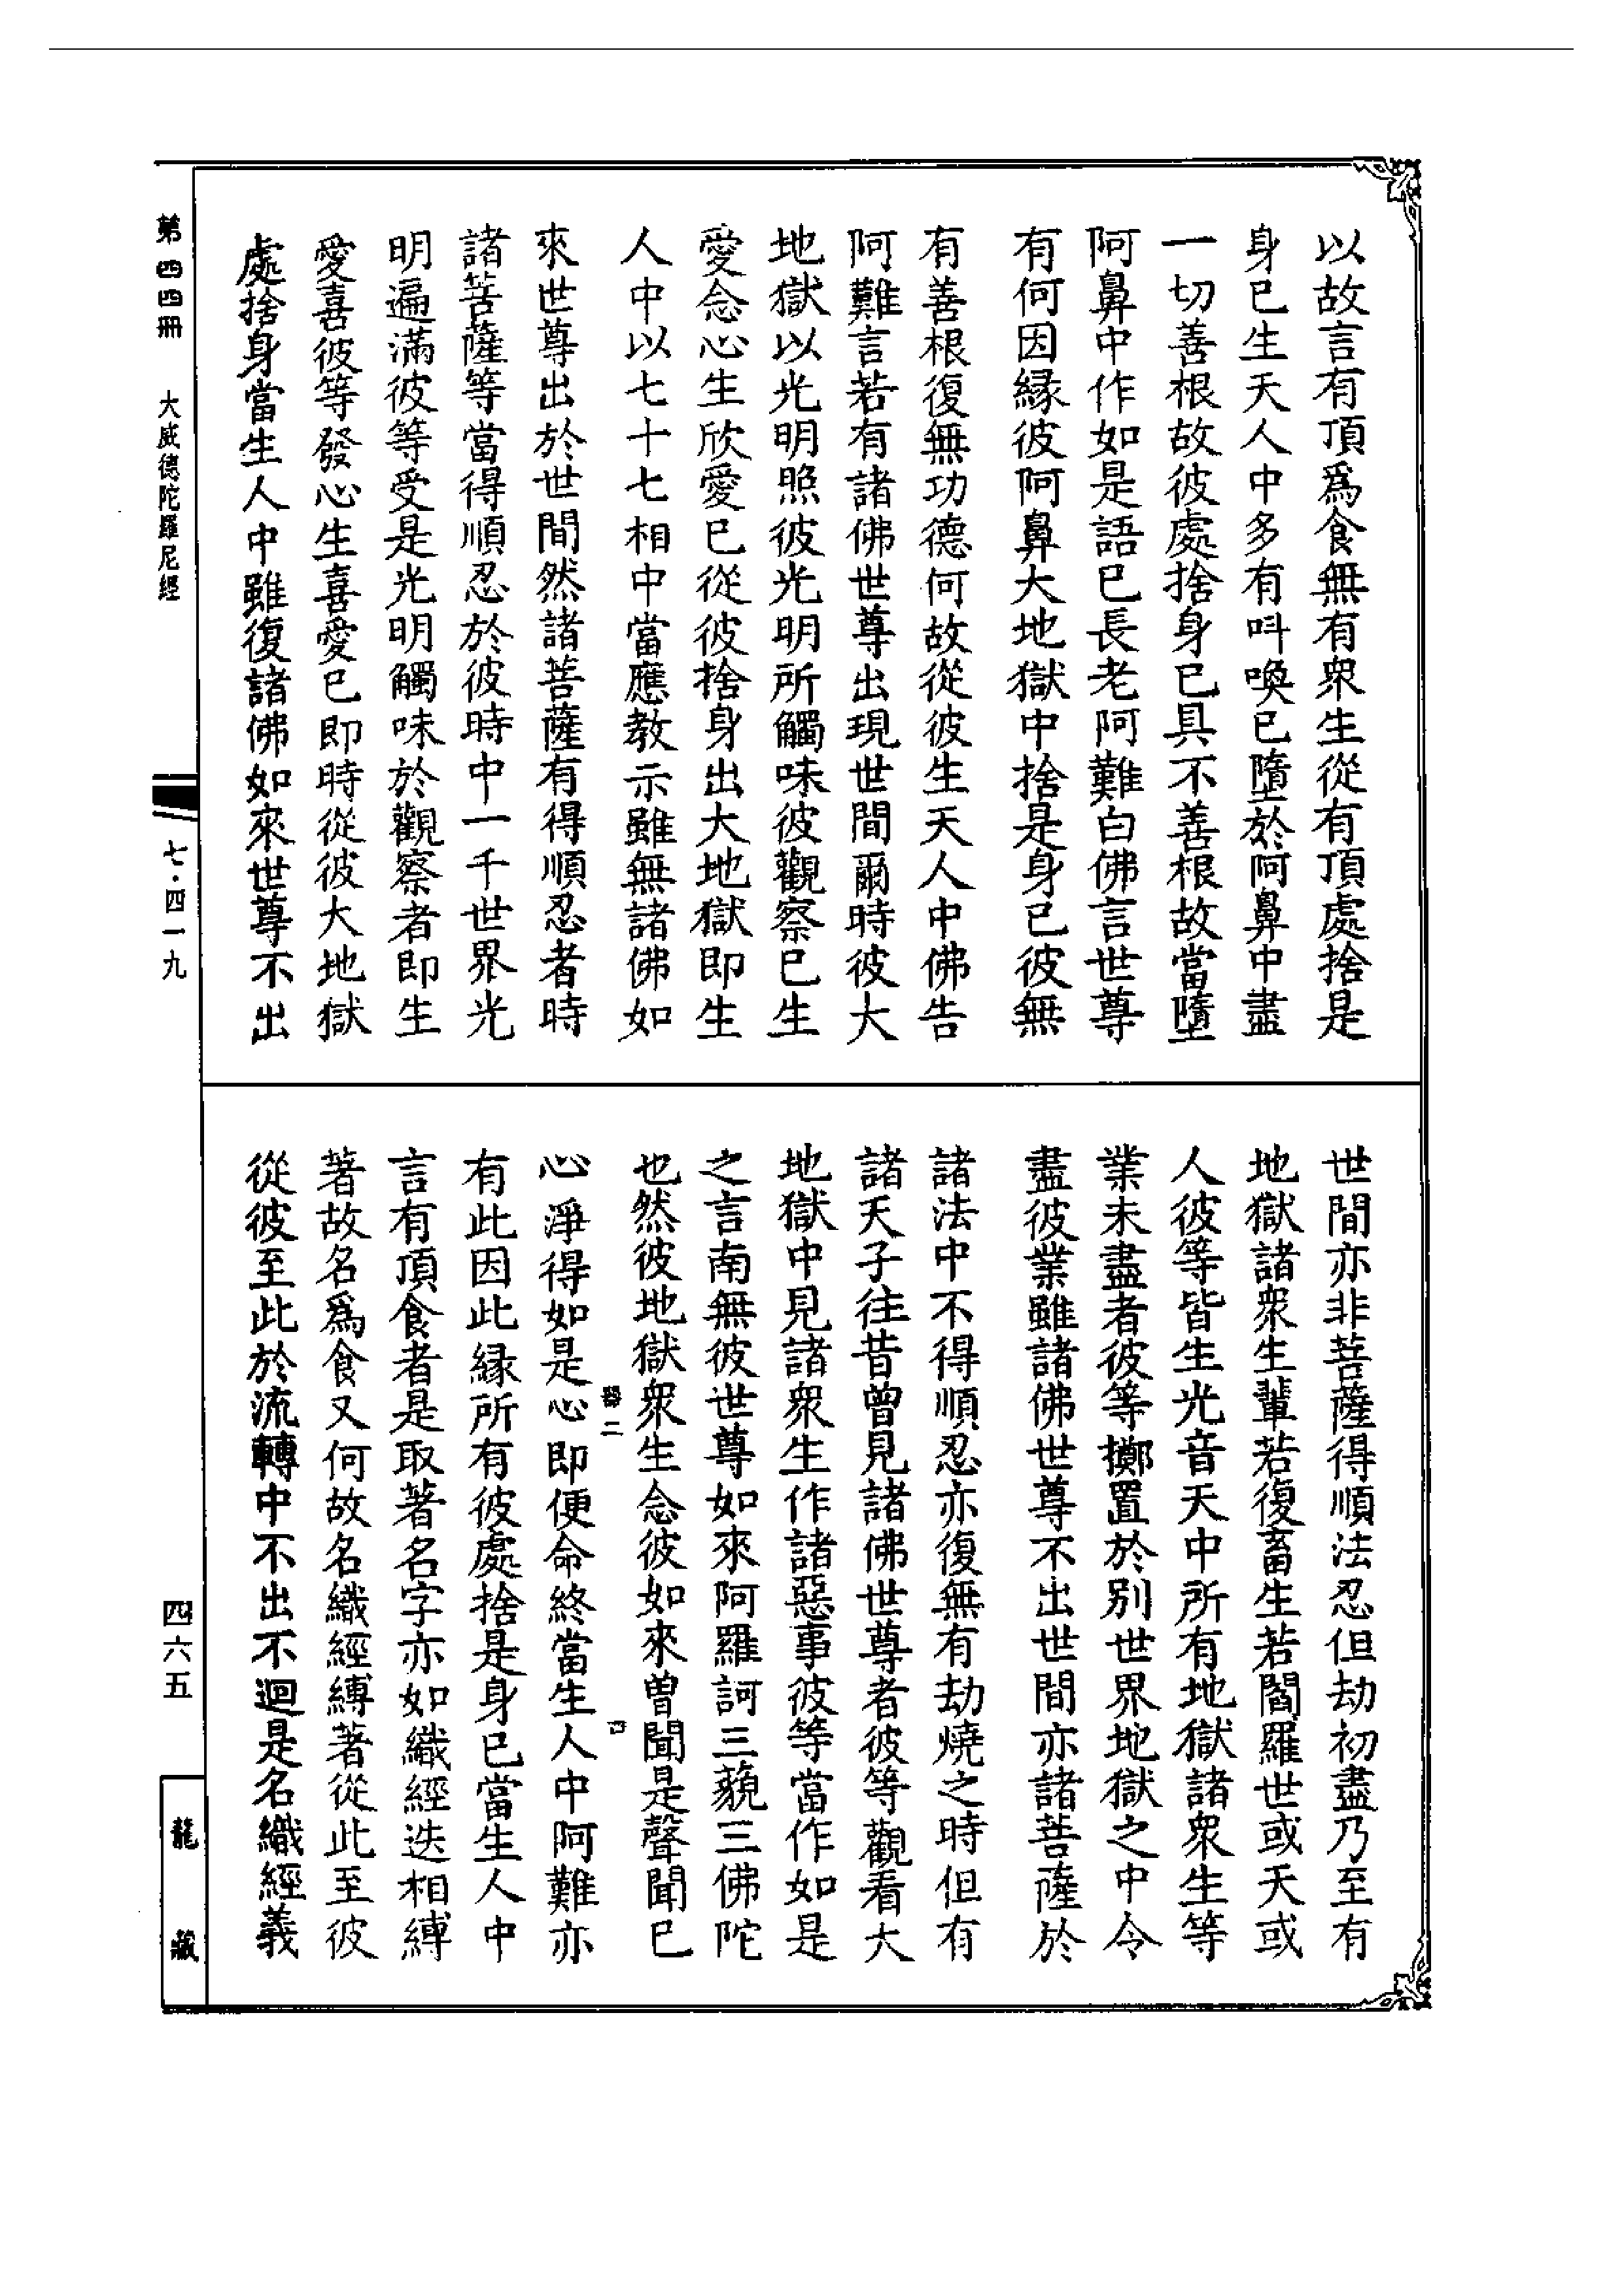 以故言有頂爲食無有衆生從有頂處捨是
身已生天人中多有呌喚已墮於阿鼻中盡
一切善根故彼處捨身已具不善根故當墮
阿鼻中作如是語已長老阿難白佛言世尊
有何因緣彼阿鼻大地獄中捨是身已彼無
有善根復無功德何故從彼生天人中佛告
阿難言若有諸佛世尊出現世間爾時彼大
地獄以光明照彼光明所觸味彼觀察已生
愛念心生欣愛已從彼捨身出大地獄即生
人中以七十七相中當應教示雖無諸佛如
來世尊出於世間然諸菩薩有得順忍者時
諸菩薩等當得順忍於彼時中一千世界光
明遍滿彼等受是光明觸味於觀察者即生
愛喜彼等發心生喜愛已即時從彼大地獄
處捨身當生人中雖復諸佛如來世尊不出
世間亦非菩薩得順法忍但劫初盡乃至有
地獄諸衆生輩若復畜生若閻羅世或天或
人彼等皆生光音天中所有地獄諸衆生等
業未盡者彼等擲置於別世界地獄之中令
盡彼業雖諸佛世尊不出世間亦諸菩薩於
諸法中不得順忍亦復無有劫燒之時但有
諸天子往昔曾見諸佛世尊者彼等觀看大
地獄中見諸衆生作諸惡事彼等當作如是
之言南無彼世尊如來阿羅訶三藐三佛陀
也然彼地獄衆生念彼如來曾聞是聲聞已
器二
心淨得如是心即便命終當生人中阿難亦
有此因此緣所有彼處捨是身已當生人中
言有頂食者是取著名字亦如織經迭相縛
著故名爲食又何故名織經縛著從此至彼
從彼至此於流轉中不出不迴是名織經義
第四四冊
大威德陀羅尼經
七·四一九
四六五
龍藏